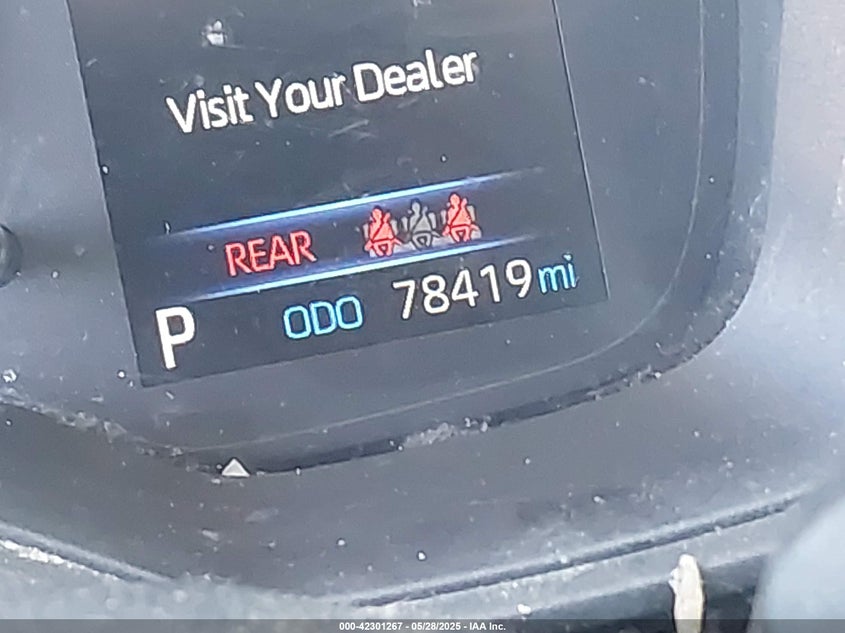 Visit Your Dealer
REAR
P ODO 78419 mi
000-42301267 - 05/28/2025 - IAA Inc.